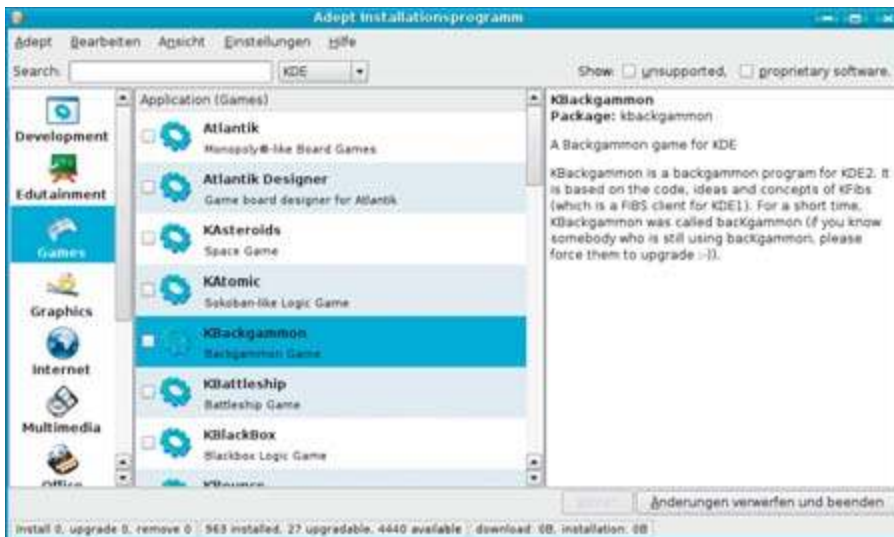 Adept Installationsprogramm
Adept Bearbeiten Ansicht Einstellungen Hilfe
Search: KDE Show: unsupported, proprietary software.
Development
Edutainment
Games
Graphics
Internet
Multimedia
Office
Application (Games)
Atlantik
Monopoly®-like Board Games
Atlantik Designer
Game board designer for Atlantik
KAsteroids
Space Game
KAtomic
Sokoban-like Logic Game
KBackgammon
Backgammon Game
KBattleship
Battleship Game
KBlackBox
Blackbox Logic Game
KBounce
KBackgammon
Package: kbackgammon
A Backgammon game for KDE
KBackgammon is a backgammon program for KDE2. It
is based on the code, ideas and concepts of KFibs
(which is a FIBS client for KDE1). For a short time,
KBackgammon was called bacKgammon (if you know
somebody who is still using bacKgammon, please
force them to upgrade :-)).
Änderungen verwerfen und beenden
Install 0, upgrade 0, remove 0 563 installed, 27 upgradable, 4440 available download: 0B, installation: 0B